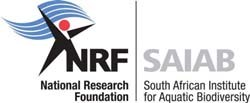 NRF
National Research
Foundation
SAIAB
South African Institute
for Aquatic Biodiversity